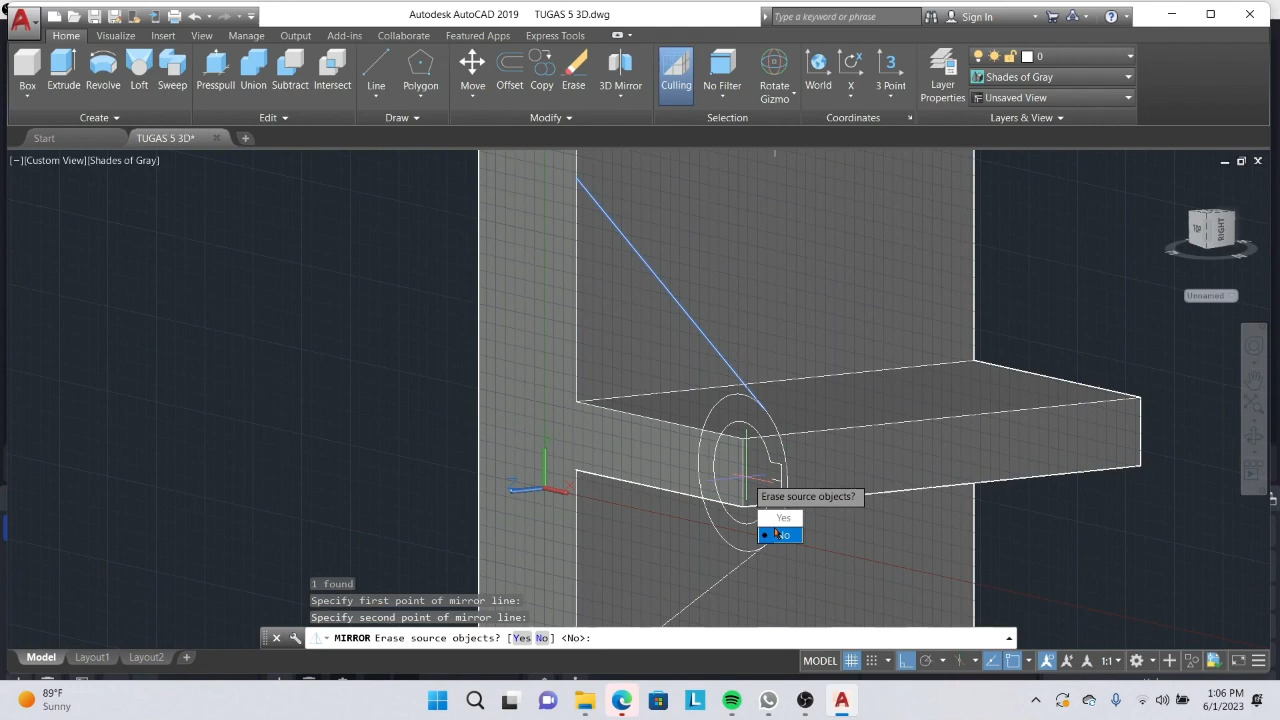 Autodesk AutoCAD 2019 TUGAS 5 3D.dwg
Type a keyword or phrase
Sign In
Home Visualize Insert View Manage Output Add-ins Collaborate Featured Apps Express Tools
0
Shades of Gray
Unsaved View
Box Extrude Revolve Loft Sweep Presspull Union Subtract Intersect Line Polygon Move Offset Copy Erase 3D Mirror Culling No Filter Rotate Gizmo World X 3 Point Layer Properties
Create Edit Draw Modify Selection Coordinates Layers & View
Start TUGAS 5 3D*
[−][Custom View][Shades of Gray]
RIGHT
Unnamed
X
Erase source objects?
Yes
No
1 found
Specify first point of mirror line:
Specify second point of mirror line:
MIRROR Erase source objects? [Yes No] <No>:
Model Layout1 Layout2
MODEL 1:1
89°F
Sunny
1:06 PM
6/1/2023